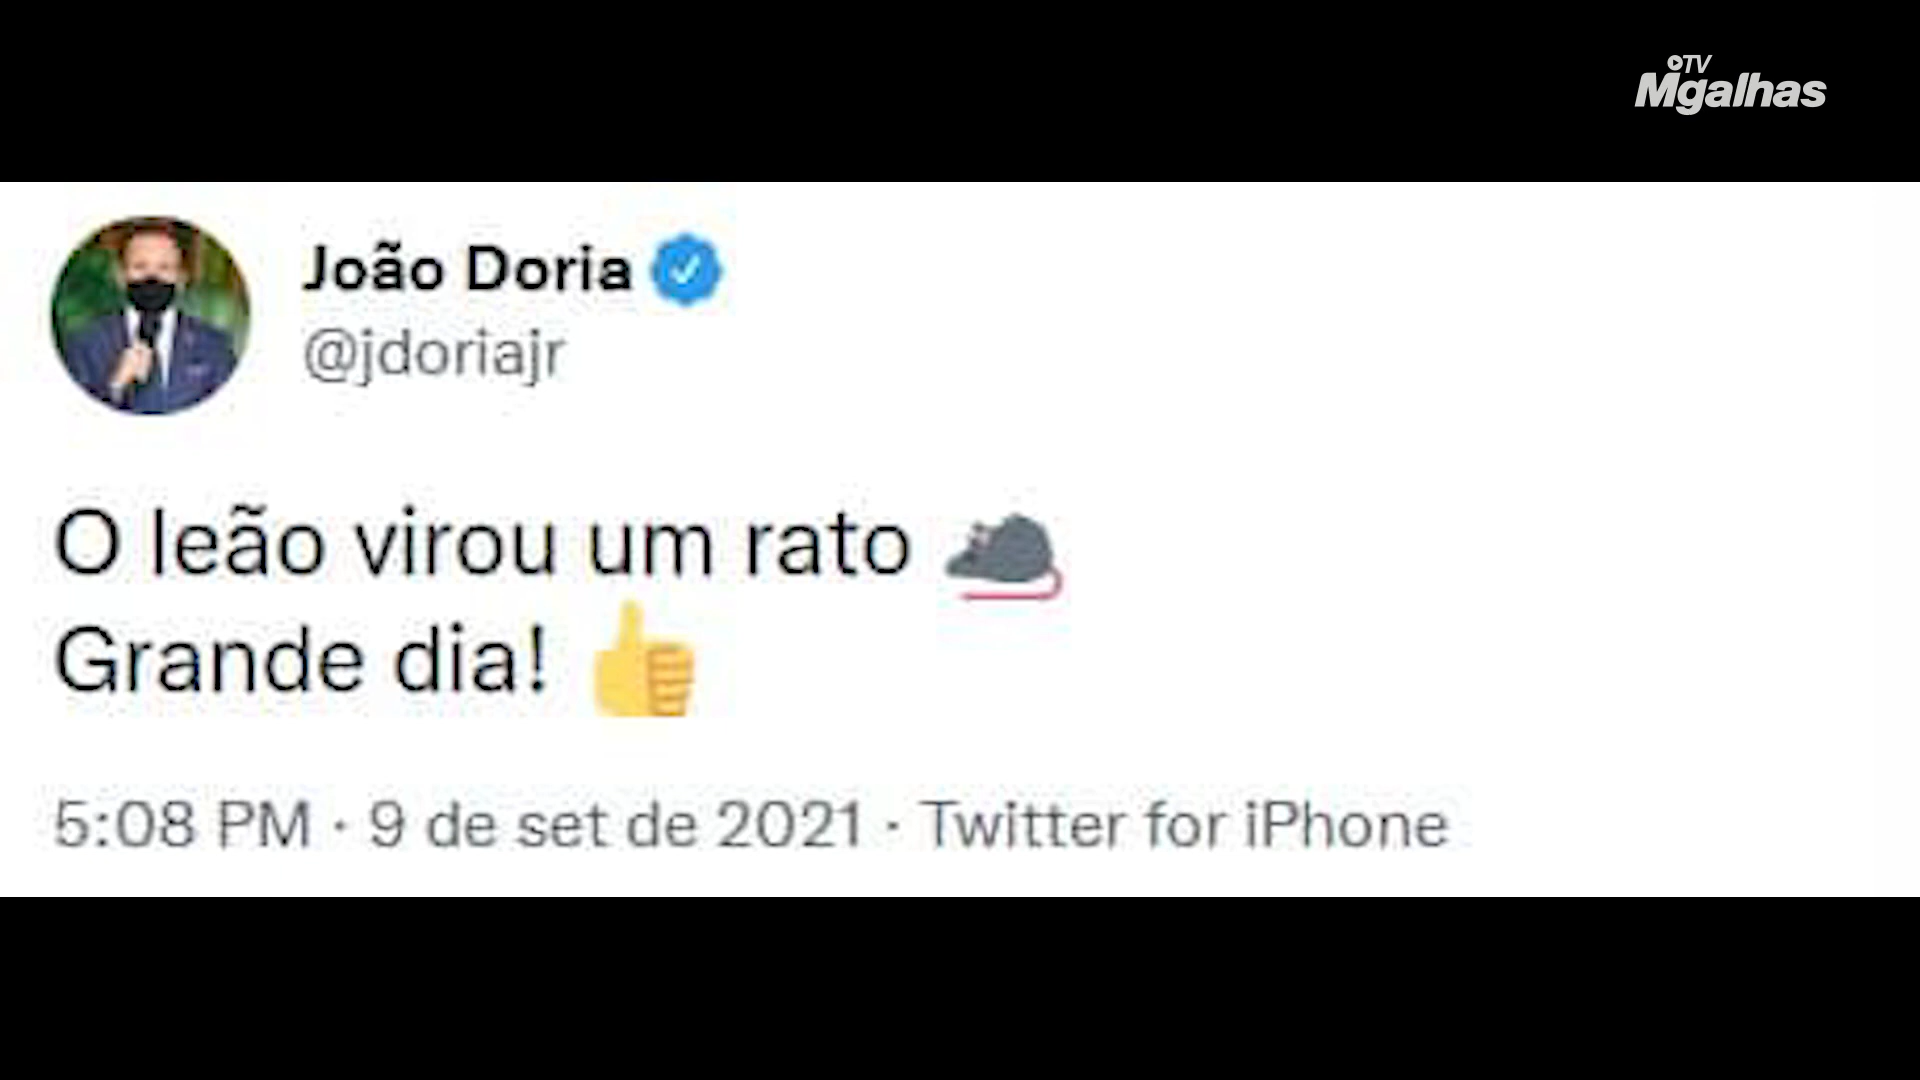 TV
Mgalhas
João Doria
@jdoriajr
O leão virou um rato 🐀
Grande dia! 👍
5:08 PM · 9 de set de 2021 · Twitter for iPhone